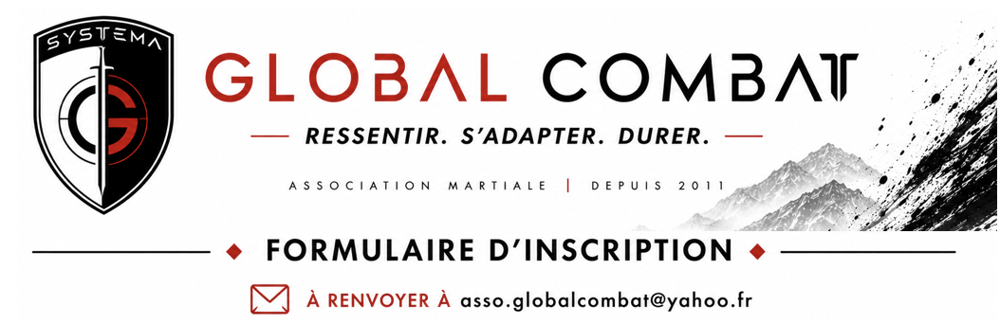 SYSTEMA
GLOBAL COMBAT
RESSENTIR. S'ADAPTER. DURER.
ASSOCIATION MARTIALE | DEPUIS 2011
FORMULAIRE D'INSCRIPTION
À RENVOYER À asso.globalcombat@yahoo.fr